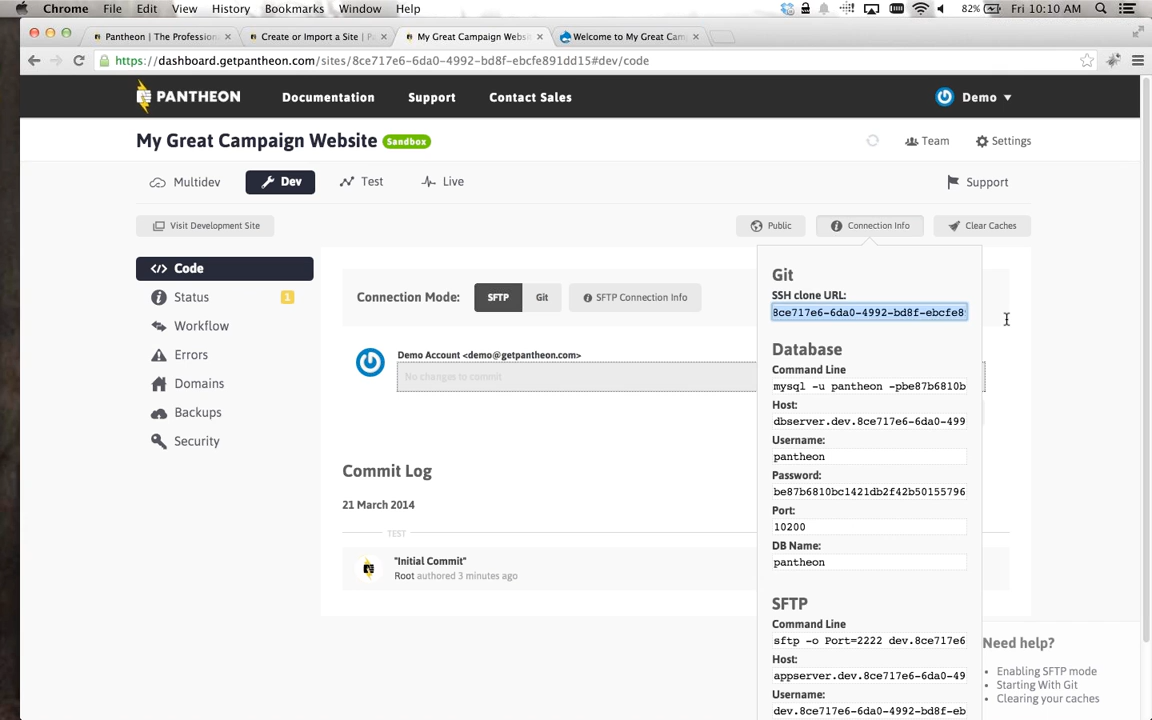 Chrome File Edit View History Bookmarks Window Help 82% Fri 10:10 AM
Pantheon | The Profession Create or Import a Site | P My Great Campaign Websi Welcome to My Great Cam
https://dashboard.getpantheon.com/sites/8ce717e6-6da0-4992-bd8f-ebcfe891dd15#dev/code
PANTHEON Documentation Support Contact Sales Demo
My Great Campaign Website Sandbox Team Settings
Multidev Dev Test Live Support
Visit Development Site Public Connection Info Clear Caches
Code
Status 1
Workflow
Errors
Domains
Backups
Security
Connection Mode: SFTP Git SFTP Connection Info
Demo Account <demo@getpantheon.com>
No changes to commit
Commit Log
21 March 2014
TEST
"Initial Commit"
Root authored 3 minutes ago
Git
SSH clone URL:
8ce717e6-6da0-4992-bd8f-ebcfe8
Database
Command Line
mysql -u pantheon -pbe87b6810b
Host:
dbserver.dev.8ce717e6-6da0-499
Username:
pantheon
Password:
be87b6810bc1421db2f42b50155796
Port:
10200
DB Name:
pantheon
SFTP
Command Line
sftp -o Port=2222 dev.8ce717e6
Host:
appserver.dev.8ce717e6-6da0-49
Username:
dev.8ce717e6-6da0-4992-bd8f-eb
Need help?
Enabling SFTP mode
Starting With Git
Clearing your caches